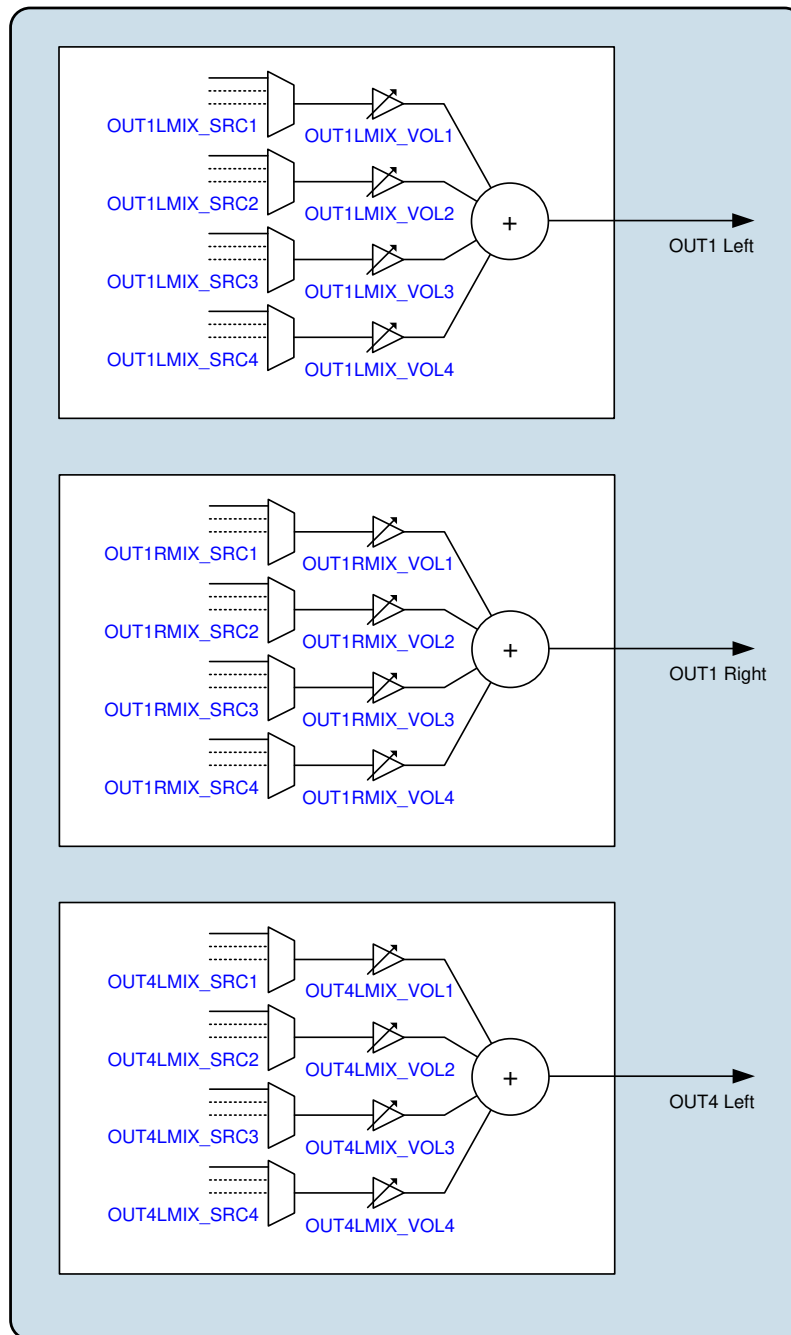 OUT1LMIX_SRC1
OUT1LMIX_VOL1
OUT1LMIX_SRC2
OUT1LMIX_VOL2
+
OUT1 Left
OUT1LMIX_SRC3
OUT1LMIX_VOL3
OUT1LMIX_SRC4
OUT1LMIX_VOL4
OUT1RMIX_SRC1
OUT1RMIX_VOL1
OUT1RMIX_SRC2
OUT1RMIX_VOL2
+
OUT1 Right
OUT1RMIX_SRC3
OUT1RMIX_VOL3
OUT1RMIX_SRC4
OUT1RMIX_VOL4
OUT4LMIX_SRC1
OUT4LMIX_VOL1
OUT4LMIX_SRC2
OUT4LMIX_VOL2
+
OUT4 Left
OUT4LMIX_SRC3
OUT4LMIX_VOL3
OUT4LMIX_SRC4
OUT4LMIX_VOL4